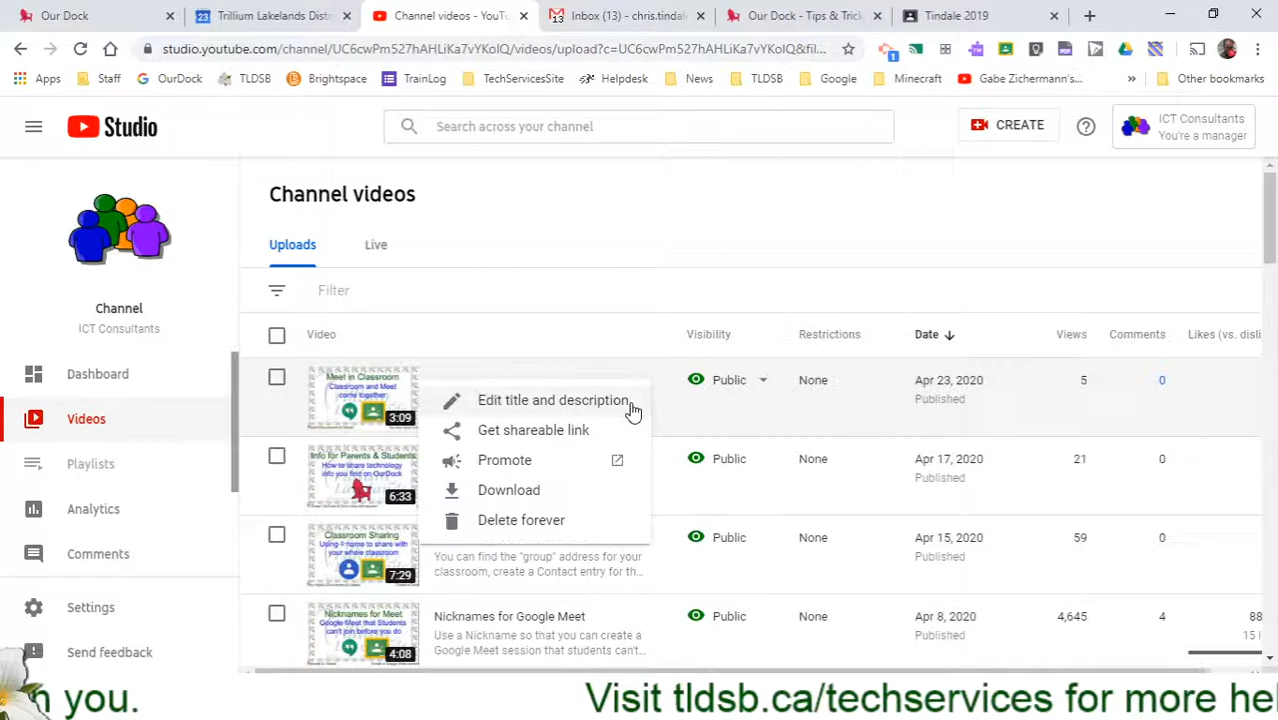 Our Dock
23 Trillium Lakelands Distr
Channel videos - YouTu
13 Inbox (13) - chris.tindale
Our Dock - Tips & Trick
Tindale 2019
studio.youtube.com/channel/UC6cwPm527hAHLiKa7vYKoIQ/videos/upload?c=UC6cwPm527hAHLiKa7vYKoIQ&fil...
1
Apps
Staff
OurDock
TLDSB
Brightspace
TrainLog
TechServicesSite
Helpdesk
News
TLDSB
Google
Minecraft
Gabe Zichermann's...
Other bookmarks
Studio
Search across your channel
CREATE
ICT Consultants
You're a manager
Channel
ICT Consultants
Dashboard
Videos
Playlists
Analytics
Comments
Settings
Send feedback
Channel videos
Uploads Live
Filter
Video Visibility Restrictions Date Views Comments Likes (vs. disli
Meet in Classroom
Classroom and Meet
come together
3:09
Public None Apr 23, 2020 5 0
Published
Edit title and description
Get shareable link
Promote
Download
Delete forever
Info for Parents & Students
How to share technology
info you find on OurDock
6:33
Public None Apr 17, 2020 21 0
Published
Classroom Sharing
Using 1 name to share with
your whole classroom
7:29
You can find the "group" address for a
classroom, create a Contact entry for th...
Public None Apr 15, 2020 59 0
Published
Nicknames for Meet
Google Meet that Students
can't join before you do
4:08
Nicknames for Google Meet
Use a Nickname so you can create a
Google Meet session that students can't...
Public None Apr 8, 2020 4,645 4 88
Published
15 l
n you. Visit tldsb.ca/techservices for more hel